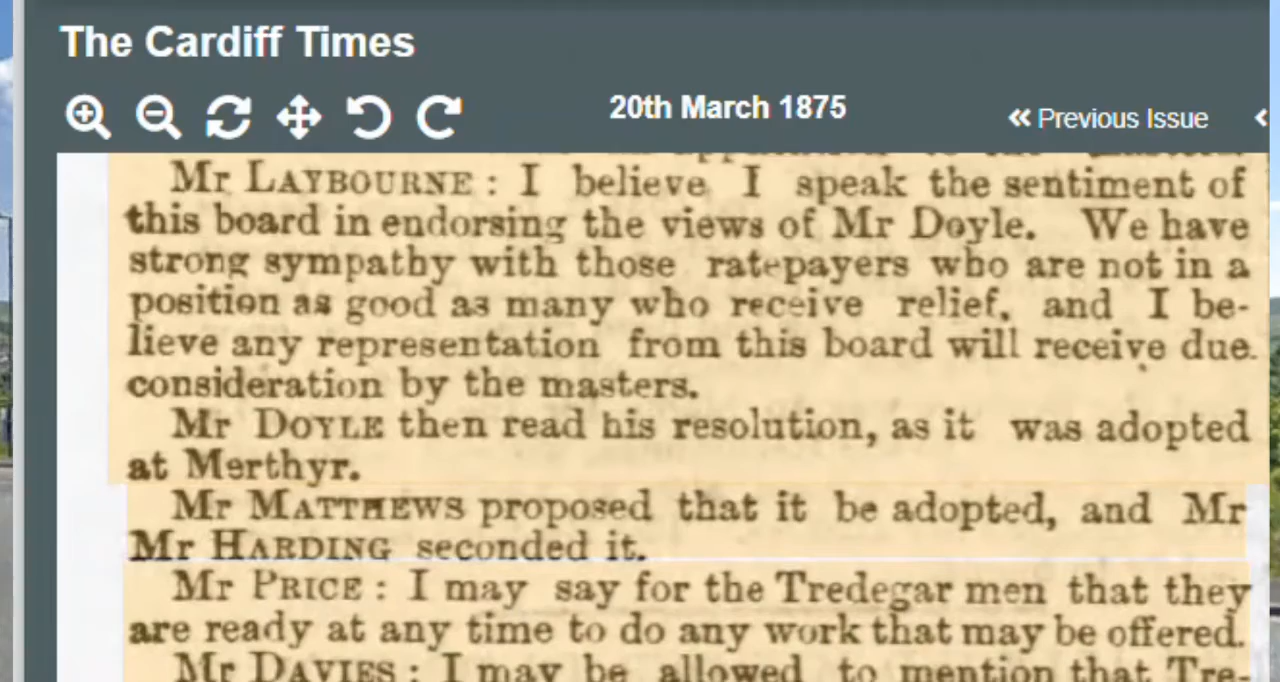 The Cardiff Times
20th March 1875
Previous Issue
Mr LAYBOURNE : I believe I speak the sentiment of
this board in endorsing the views of Mr Doyle. We have
strong sympathy with those ratepayers who are not in a
position as good as many who receive relief, and I be-
lieve any representation from this board will receive due
consideration by the masters.
Mr DOYLE then read his resolution, as it was adopted
at Merthyr.
Mr MATTHEWS proposed that it be adopted, and Mr
Mr HARDING seconded it.
Mr PRICE : I may say for the Tredegar men that they
are ready at any time to do any work that may be offered.
Mr DAVIES : I may be allowed to mention that Tre-